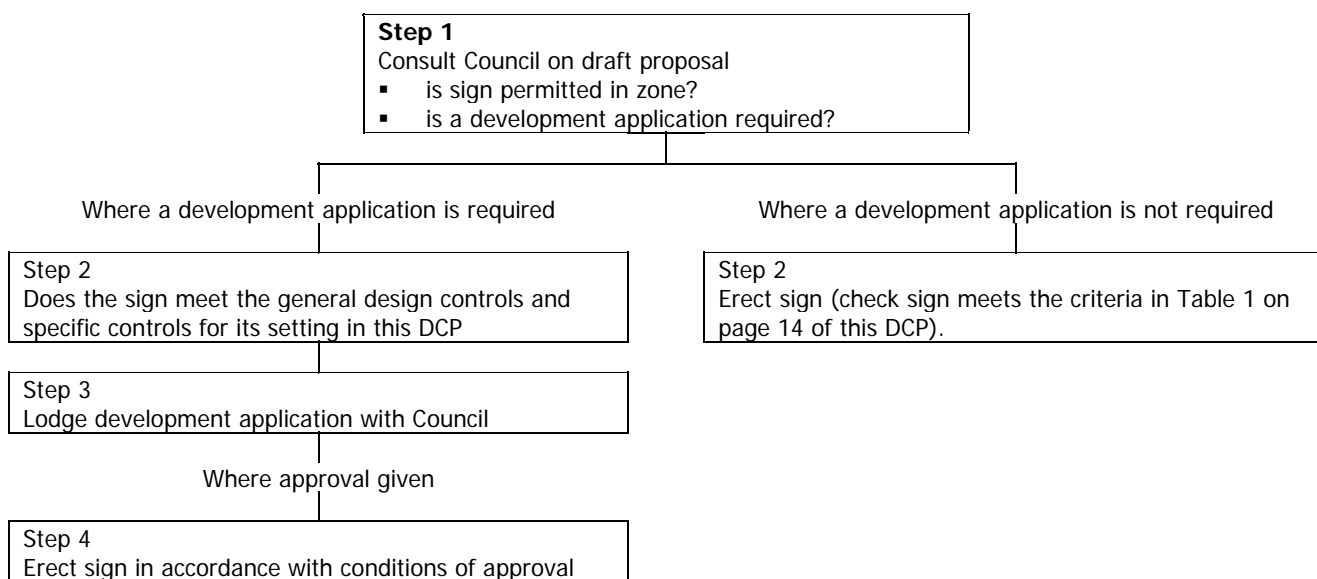 Step 1
Consult Council on draft proposal
▪ is sign permitted in zone?
▪ is a development application required?
Where a development application is required
Where a development application is not required
Step 2
Does the sign meet the general design controls and
specific controls for its setting in this DCP
Step 2
Erect sign (check sign meets the criteria in Table 1 on
page 14 of this DCP).
Step 3
Lodge development application with Council
Where approval given
Step 4
Erect sign in accordance with conditions of approval